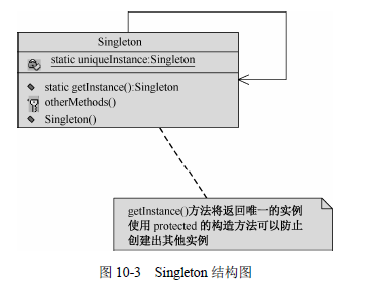 Singleton
static uniqueInstance:Singleton
static getInstance():Singleton
otherMethods()
Singleton()
getInstance()方法将返回唯一的实例
使用 protected 的构造方法可以防止
创建出其他实例
图 10-3 Singleton 结构图